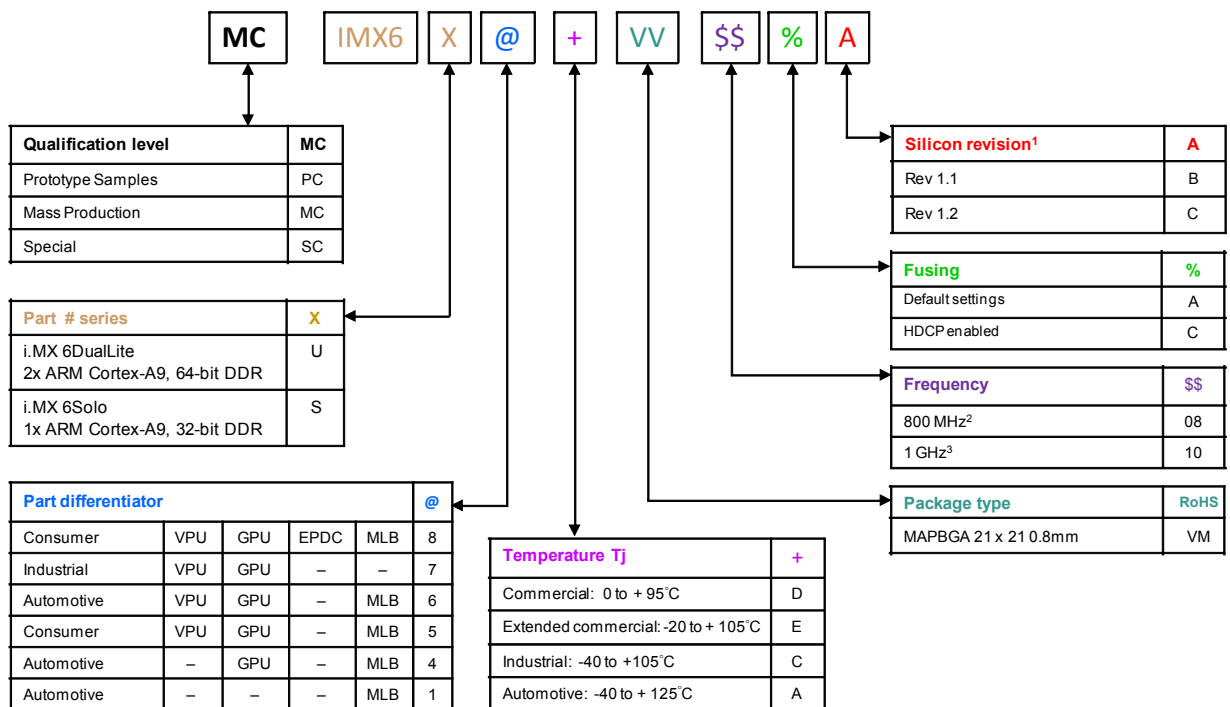 MC IMX6 X @ + VV $$ % A
Qualification level MC
Prototype Samples PC
Mass Production MC
Special SC
Part # series X
i.MX 6DualLite U
2x ARM Cortex-A9, 64-bit DDR
i.MX 6Solo S
1x ARM Cortex-A9, 32-bit DDR
Part differentiator @
Consumer VPU GPU EPDC MLB 8
Industrial VPU GPU – – 7
Automotive VPU GPU – MLB 6
Consumer VPU GPU – MLB 5
Automotive – GPU – MLB 4
Automotive – – – MLB 1
Temperature Tj +
Commercial: 0 to + 95°C D
Extended commercial: -20 to + 105°C E
Industrial: -40 to +105°C C
Automotive: -40 to + 125°C A
Silicon revision¹ A
Rev 1.1 B
Rev 1.2 C
Fusing %
Default settings A
HDCP enabled C
Frequency $$
800 MHz² 08
1 GHz³ 10
Package type RoHS
MAPBGA 21 x 21 0.8mm VM